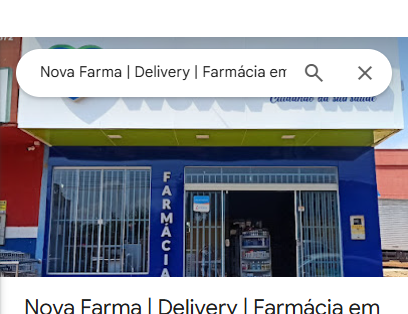 Nova Farma | Delivery | Farmácia em
Cuidando da sua saúde
FARMÁCIA
Nova Farma | Delivery | Farmácia em